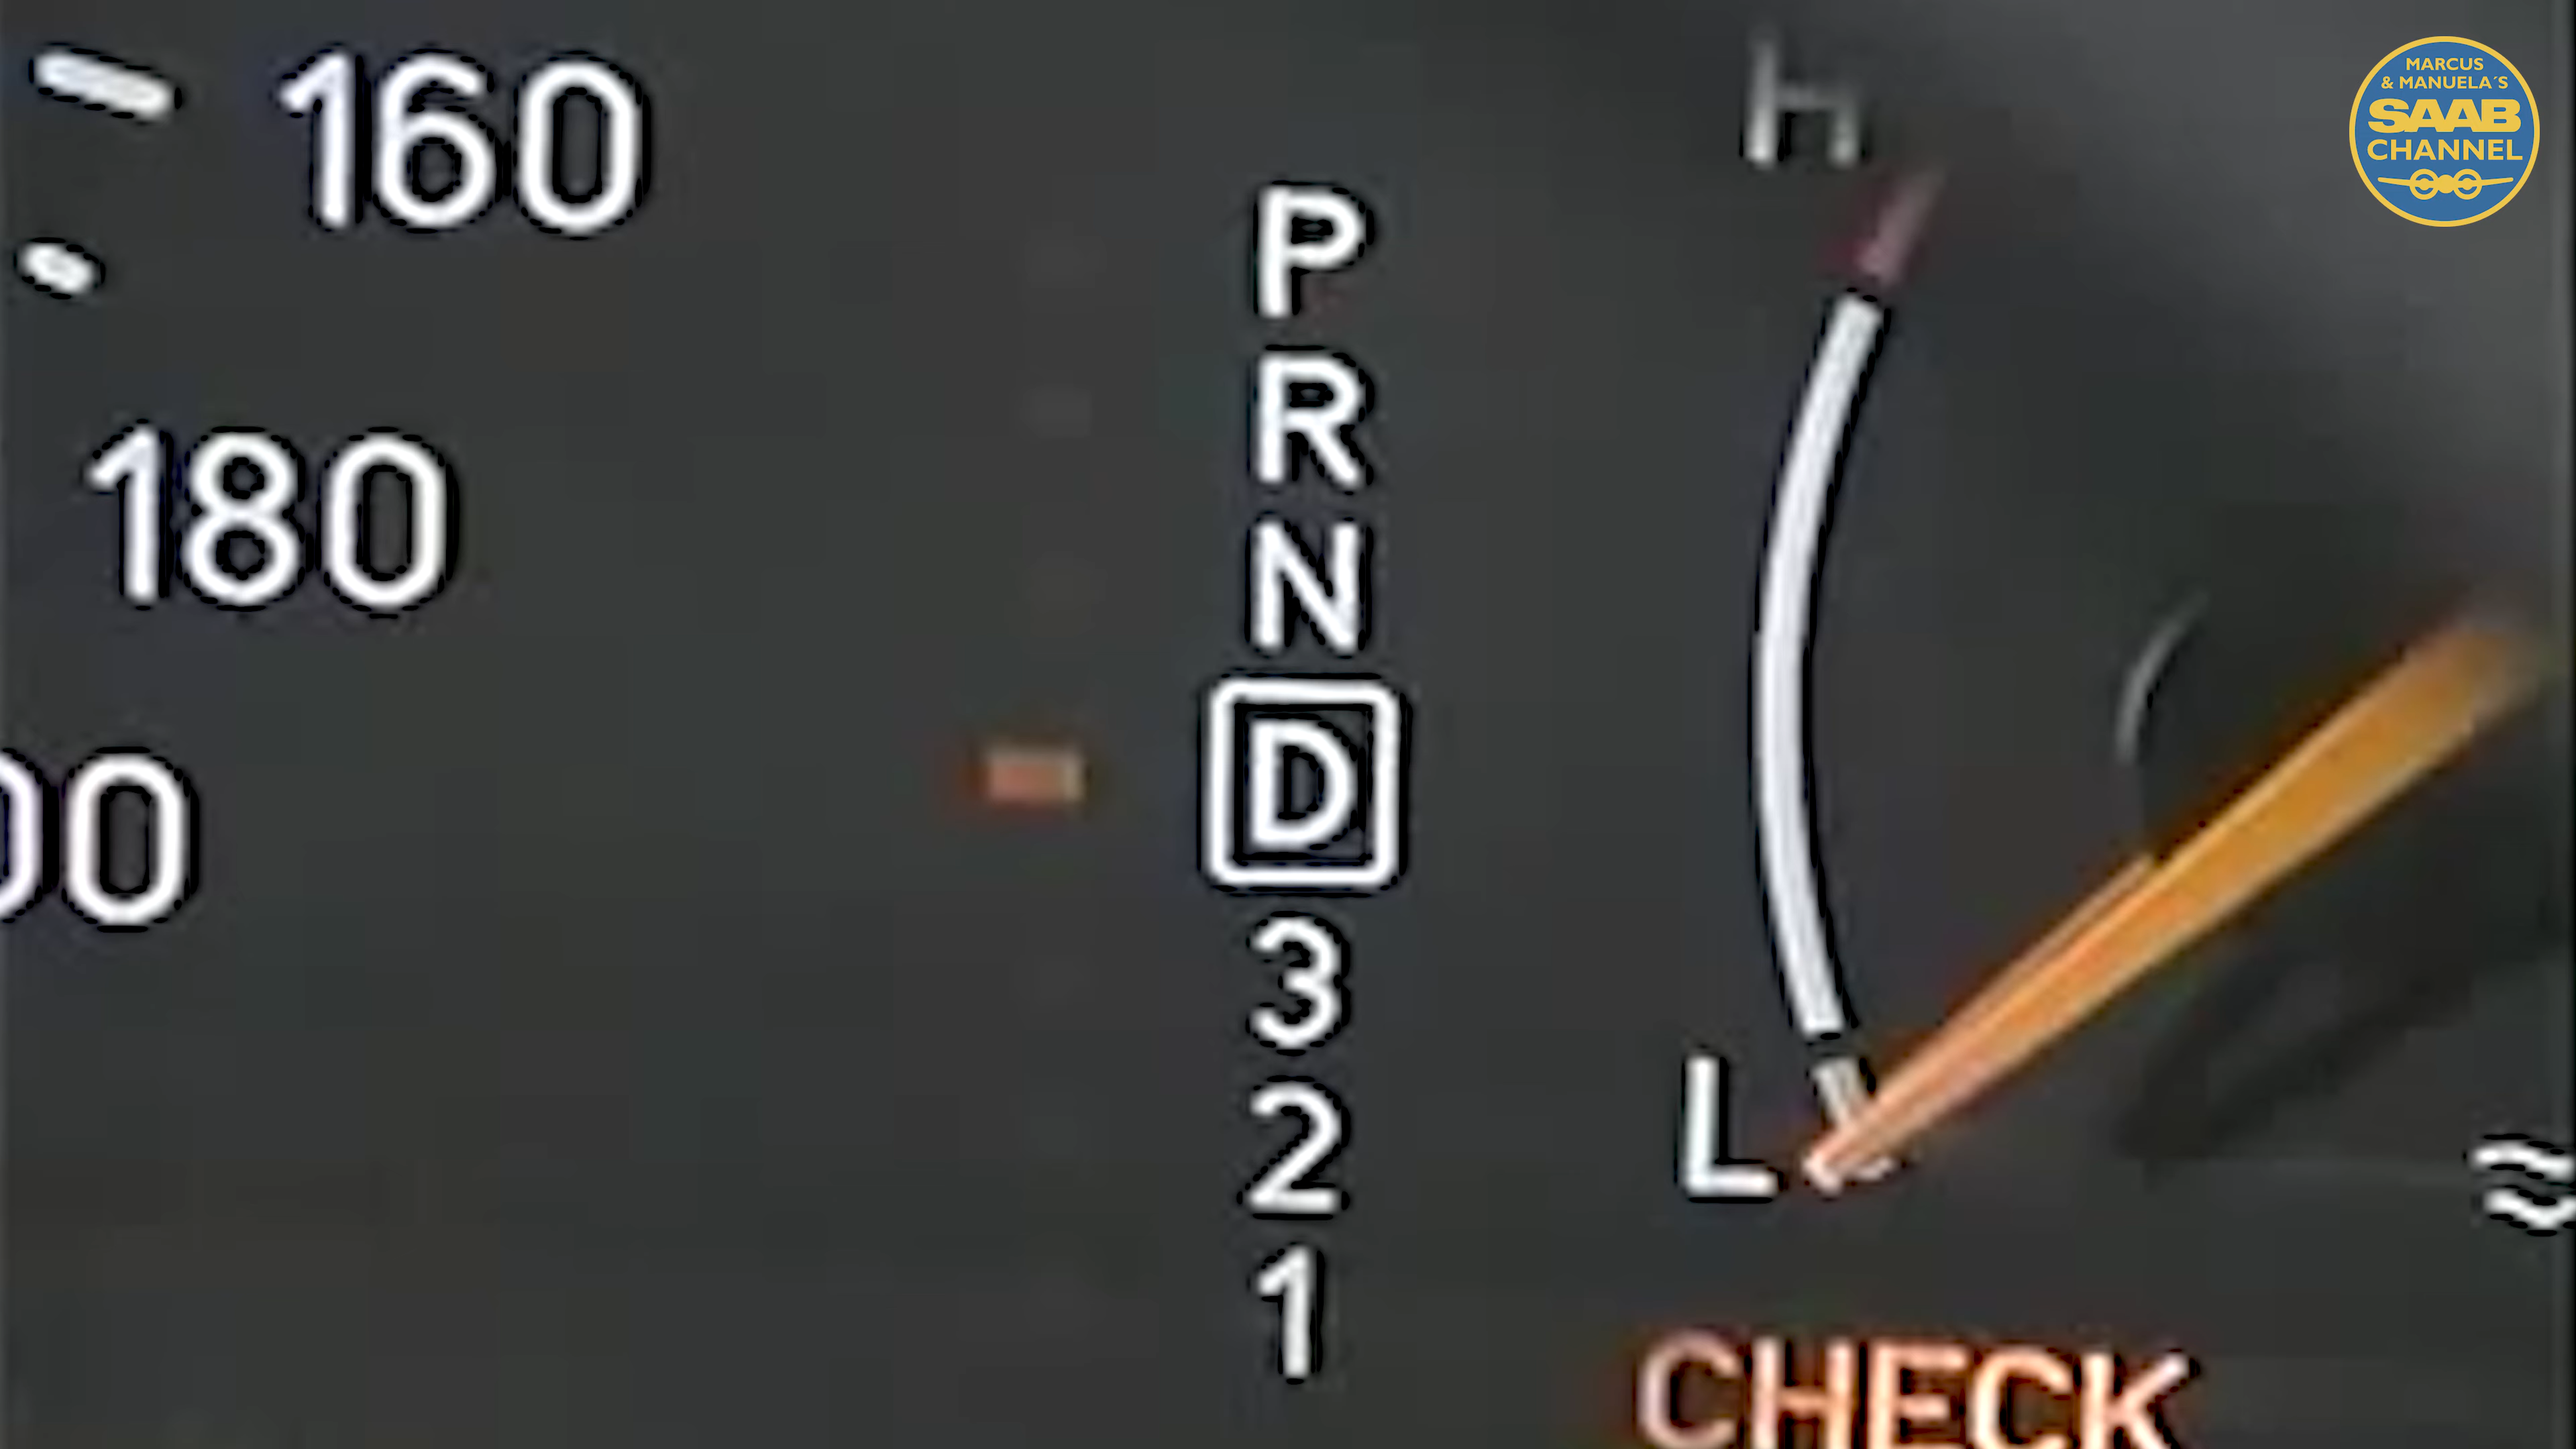 160
180
00
P
R
N
D
3
2
1
H
L
CHECK
MARCUS
& MANUELA´S
SAAB
CHANNEL